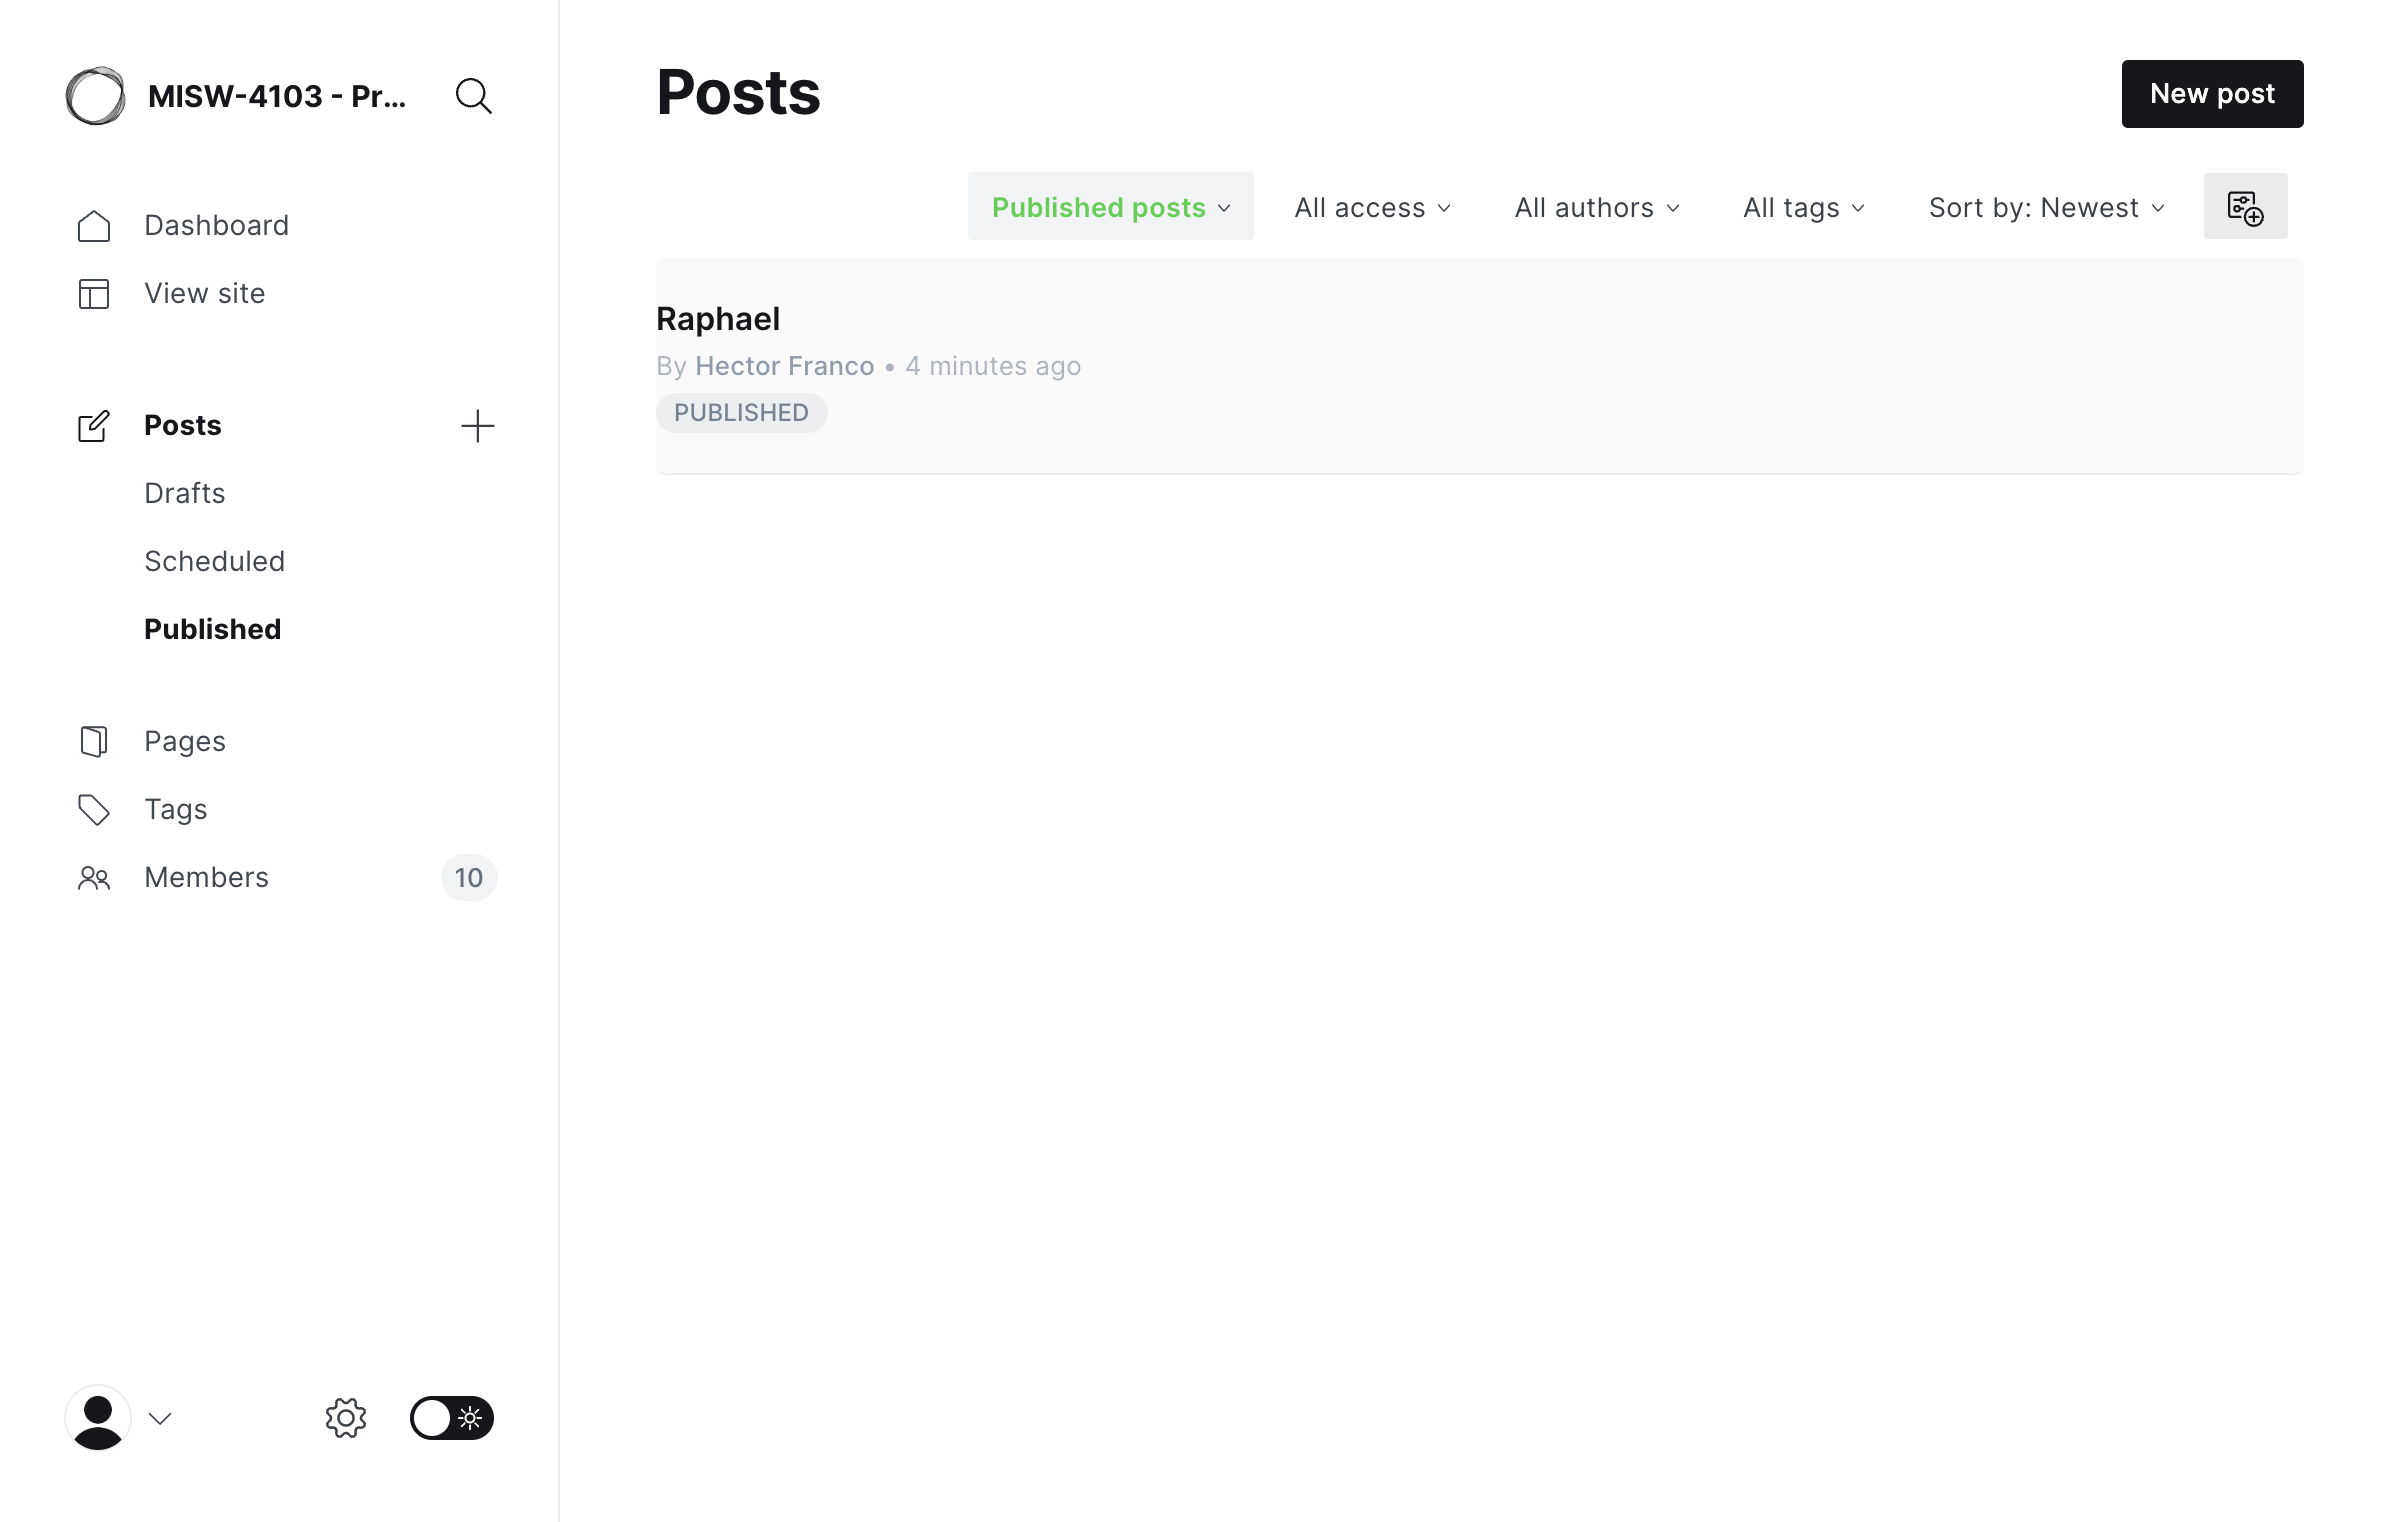 MISW-4103 - Pr...
Dashboard
View site
Posts
Drafts
Scheduled
Published
Pages
Tags
Members 10
Posts
New post
Published posts All access All authors All tags Sort by: Newest
Raphael
By Hector Franco • 4 minutes ago
PUBLISHED